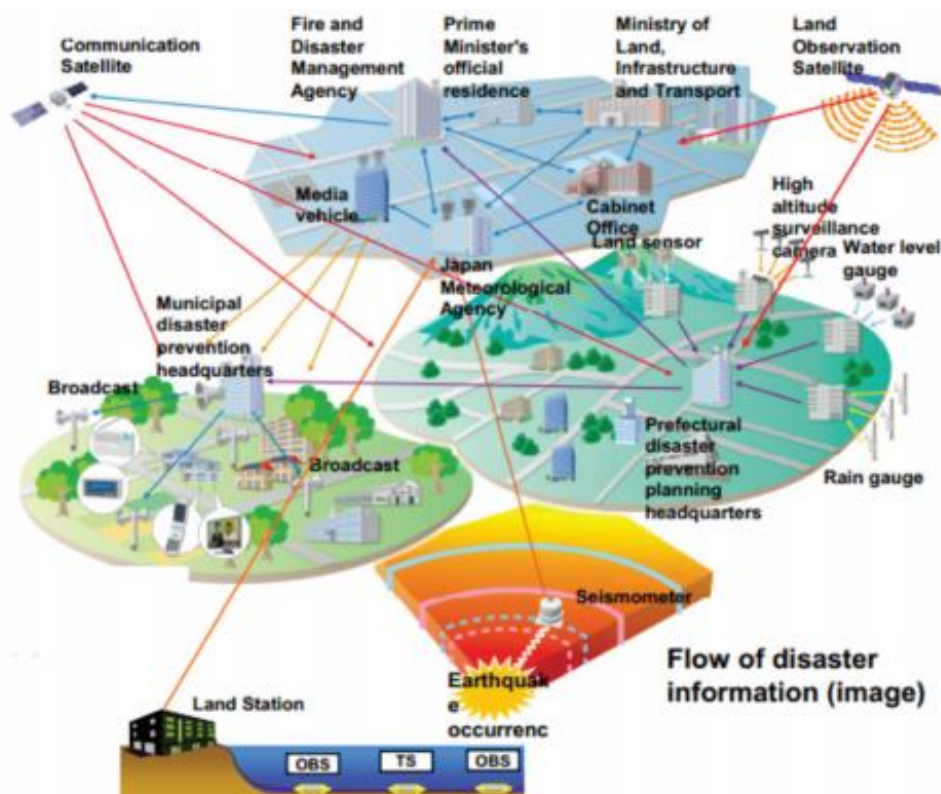 Communication
Satellite
Fire and
Disaster
Management
Agency
Prime
Minister's
official
residence
Ministry of
Land,
Infrastructure
and Transport
Land
Observation
Satellite
Media
vehicle
Cabinet
Office
Land sensor
High
altitude
surveillance
camera
Water level
gauge
Japan
Meteorological
Agency
Municipal
disaster
prevention
headquarters
Broadcast
Broadcast
Prefectural
disaster
prevention
planning
headquarters
Rain gauge
Seismometer
Earthquak
e
occurrenc
Flow of disaster
information (image)
Land Station
OBS
TS
OBS